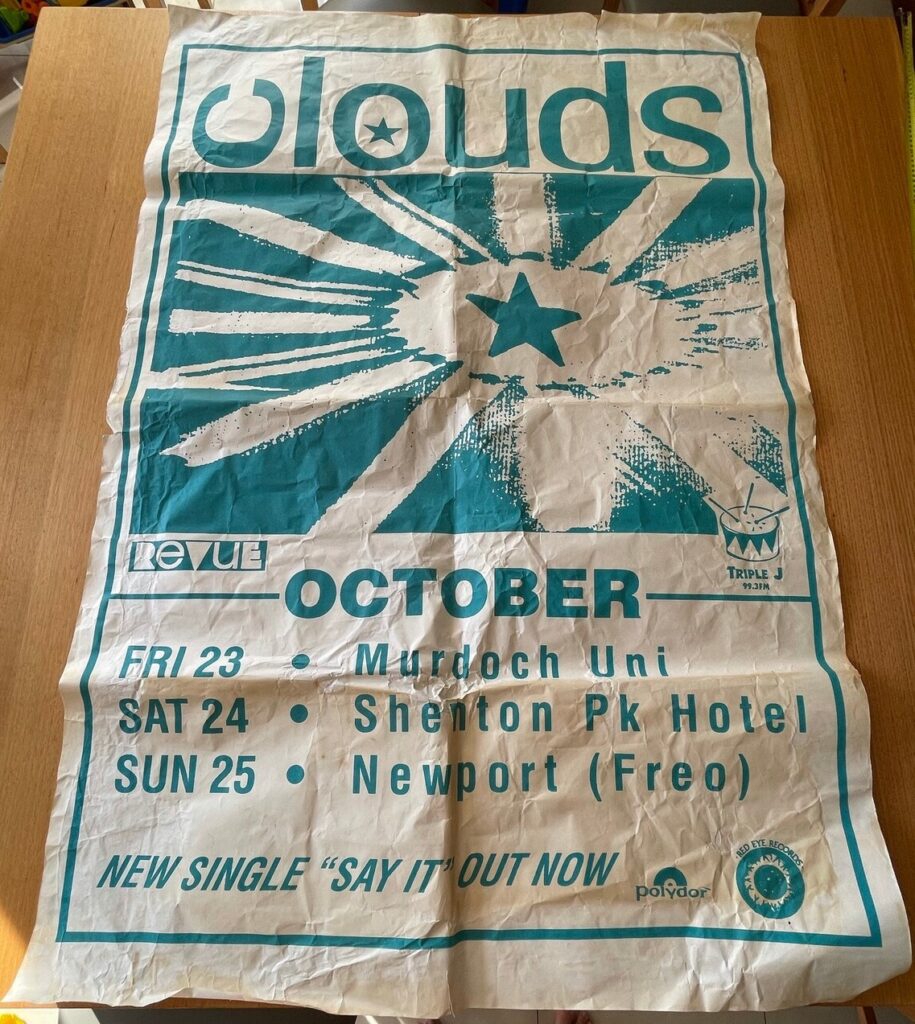 clouds
REVUE
TRIPLE J
99.3FM
OCTOBER
FRI 23 • Murdoch Uni
SAT 24 • Shenton Pk Hotel
SUN 25 • Newport (Freo)
NEW SINGLE "SAY IT" OUT NOW
polydor
RED EYE RECORDS